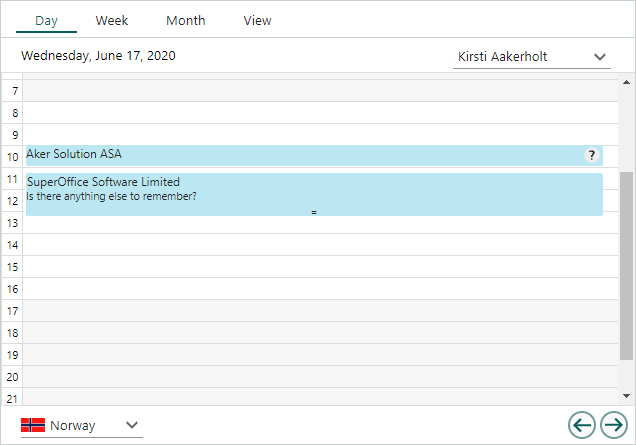 Day Week Month View
Wednesday, June 17, 2020 Kirsti Aakerholt
7
8
9
10 Aker Solution ASA ?
11 SuperOffice Software Limited
Is there anything else to remember?
12
=
13
14
15
16
17
18
19
20
21
Norway